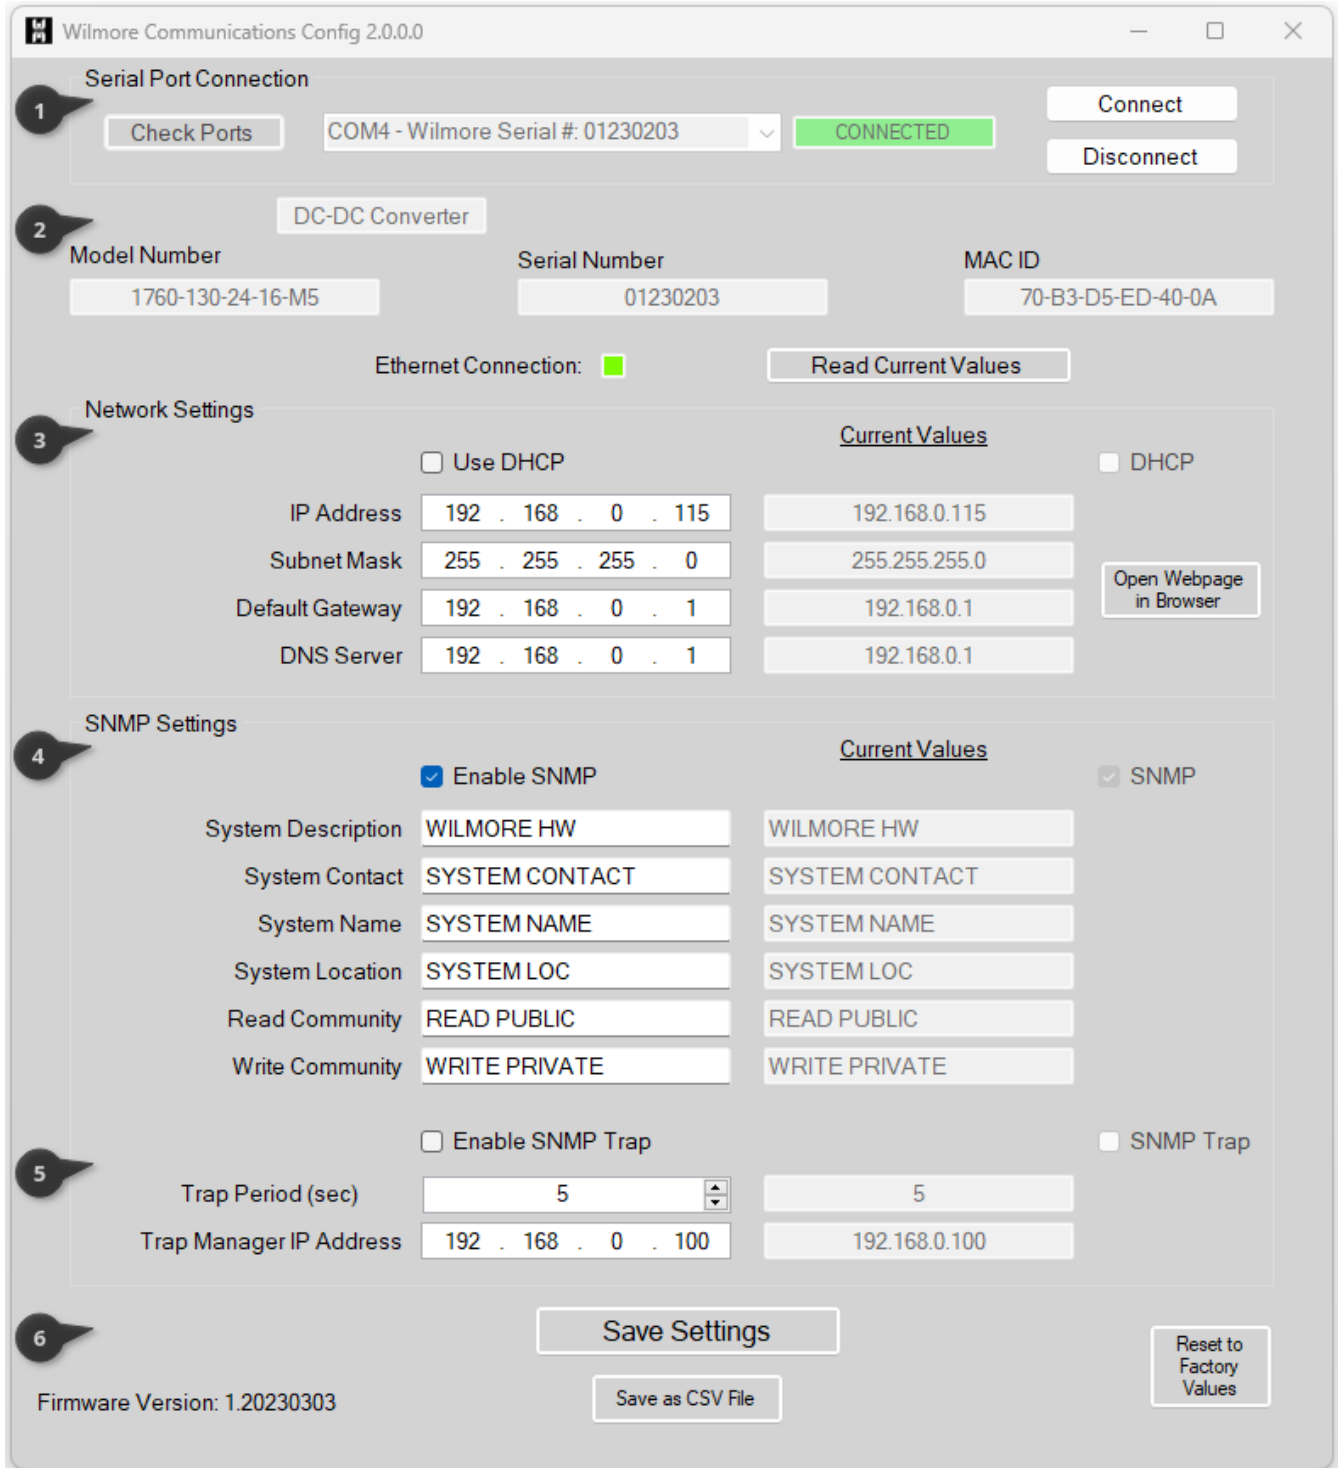 Wilmore Communications Config 2.0.0.0
Serial Port Connection
1
Check Ports
COM4 - Wilmore Serial #: 01230203
CONNECTED
Connect
Disconnect
2
DC-DC Converter
Model Number
Serial Number
MAC ID
1760-130-24-16-M5
01230203
70-B3-D5-ED-40-0A
Ethernet Connection:
Read Current Values
Network Settings
3
Current Values
Use DHCP
DHCP
IP Address 192 . 168 . 0 . 115 192.168.0.115
Subnet Mask 255 . 255 . 255 . 0 255.255.255.0
Open Webpage
in Browser
Default Gateway 192 . 168 . 0 . 1 192.168.0.1
DNS Server 192 . 168 . 0 . 1 192.168.0.1
SNMP Settings
4
Current Values
Enable SNMP
SNMP
System Description WILMORE HW WILMORE HW
System Contact SYSTEM CONTACT SYSTEM CONTACT
System Name SYSTEM NAME SYSTEM NAME
System Location SYSTEM LOC SYSTEM LOC
Read Community READ PUBLIC READ PUBLIC
Write Community WRITE PRIVATE WRITE PRIVATE
Enable SNMP Trap
SNMP Trap
5
Trap Period (sec) 5 5
Trap Manager IP Address 192 . 168 . 0 . 100 192.168.0.100
6
Save Settings
Reset to
Factory
Values
Firmware Version: 1.20230303
Save as CSV File